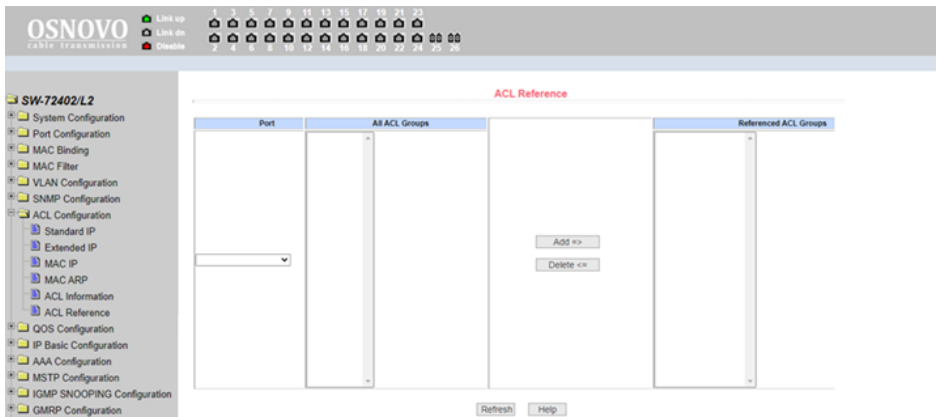 1 3 5 7 9 11 13 15 17 19 21 23
OSNOVO
cable transmission
Link up
Link dn
Disable
2 4 6 8 10 12 14 16 18 20 22 24 25 26
SW-72402/L2
System Configuration
Port Configuration
MAC Binding
MAC Filter
VLAN Configuration
SNMP Configuration
ACL Configuration
Standard IP
Extended IP
MAC IP
MAC ARP
ACL Information
ACL Reference
QOS Configuration
IP Basic Configuration
AAA Configuration
MSTP Configuration
IGMP SNOOPING Configuration
GMRP Configuration
ACL Reference
Port All ACL Groups Referenced ACL Groups
Add =>
Delete <=
Refresh Help